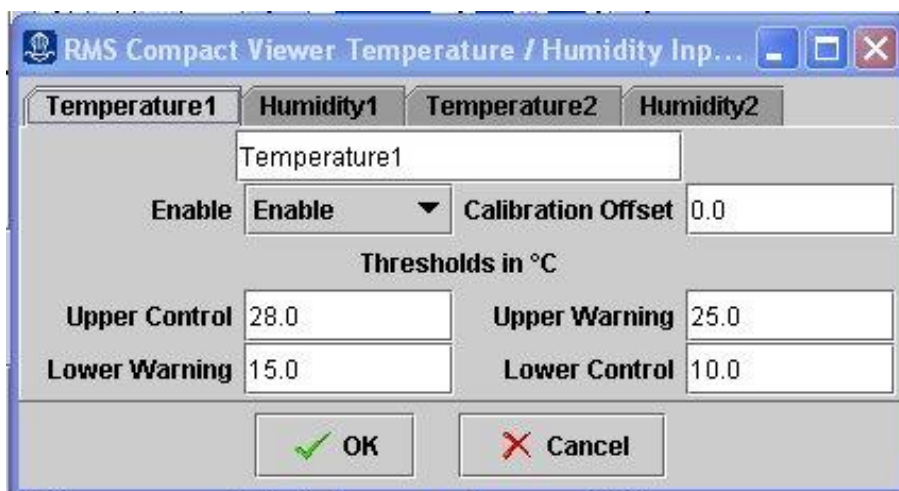 RMS Compact Viewer Temperature / Humidity Inp...
Temperature1 Humidity1 Temperature2 Humidity2
Temperature1
Enable Enable Calibration Offset 0.0
Thresholds in °C
Upper Control 28.0 Upper Warning 25.0
Lower Warning 15.0 Lower Control 10.0
OK Cancel